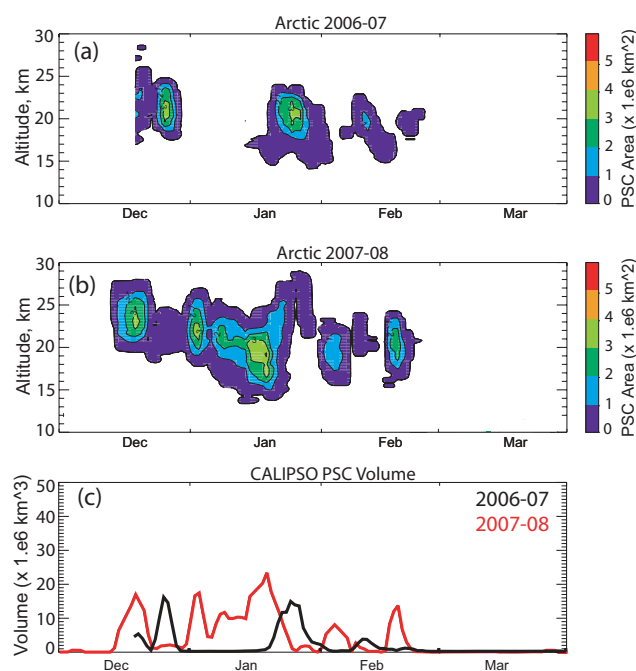 Arctic 2006-07
(a)
30
25
20
15
10
Altitude, km
Dec Jan Feb Mar
5
4
3
2
1
0
PSC Area (x 1.e6 km^2)
Arctic 2007-08
(b)
30
25
20
15
10
Altitude, km
Dec Jan Feb Mar
5
4
3
2
1
0
PSC Area (x 1.e6 km^2)
CALIPSO PSC Volume
(c)
2006-07
2007-08
50
40
30
20
10
0
Volume (x 1.e6 km^3)
Dec Jan Feb Mar